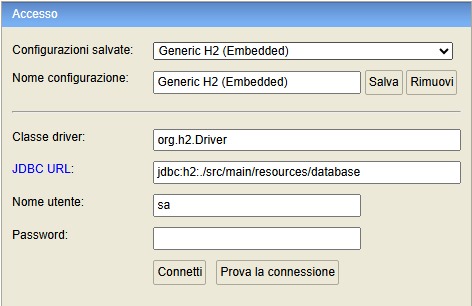 Accesso
Configurazioni salvate: Generic H2 (Embedded)
Nome configurazione: Generic H2 (Embedded) Salva Rimuovi
Classe driver: org.h2.Driver
JDBC URL: jdbc:h2:./src/main/resources/database
Nome utente: sa
Password:
Connetti Prova la connessione